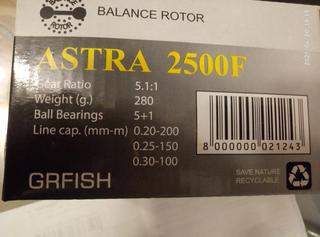 BALANCE ROTOR
ROTOR
ASTRA 2500F
Gear Ratio 5.1:1
Weight (g.) 280
Ball Bearings 5+1
Line cap. (mm-m) 0.20-200
0.25-150
0.30-100
8 000000 021243
GRFISH
SAVE NATURE
RECYCLABLE